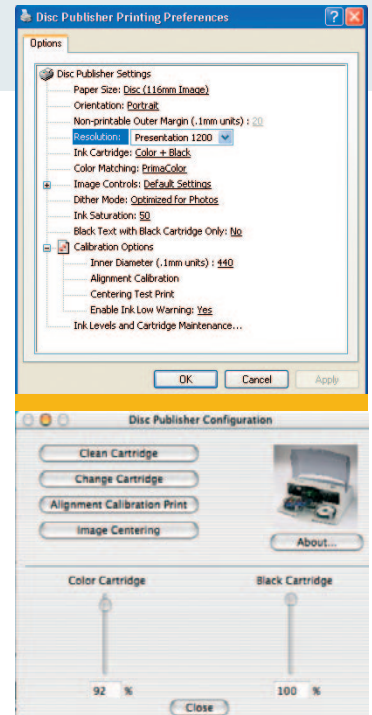 Disc Publisher Printing Preferences
Options
Disc Publisher Settings
Paper Size: Disc (116mm Image)
Orientation: Portrait
Non-printable Outer Margin (.1mm units) : 20
Resolution: Presentation 1200
Ink Cartridge: Color + Black
Color Matching: PrimaColor
Image Controls: Default Settings
Dither Mode: Optimized for Photos
Ink Saturation: 50
Black Text with Black Cartridge Only: No
Calibration Options
Inner Diameter (.1mm units) : 440
Alignment Calibration
Centering Test Print
Enable Ink Low Warning: Yes
Ink Levels and Cartridge Maintenance...
OK Cancel Apply
Disc Publisher Configuration
Clean Cartridge
Change Cartridge
Alignment Calibration Print
Image Centering
About...
Color Cartridge Black Cartridge
92 % 100 %
Close